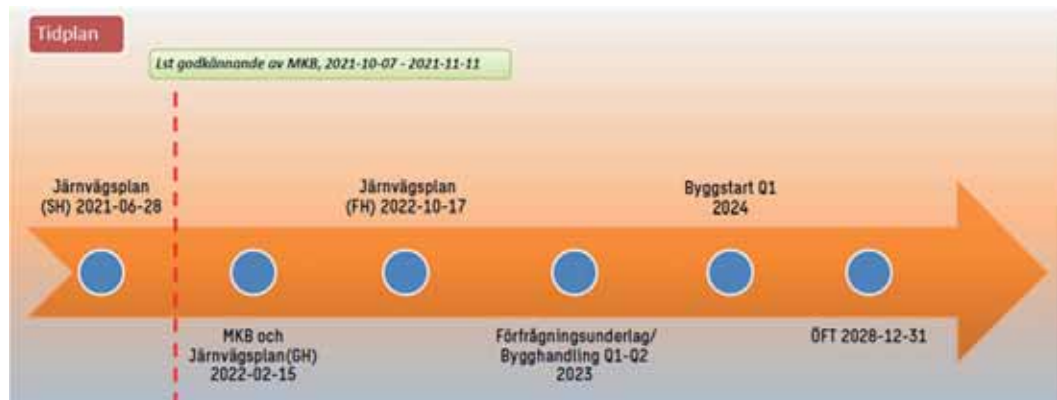 Tidplan
Lst godkännande av MKB, 2021-10-07 - 2021-11-11
Järnvägsplan
(SH) 2021-06-28
Järnvägsplan
(FH) 2022-10-17
Byggstart Q1
2024
MKB och
Järnvägsplan(GH)
2022-02-15
Förfrågningsunderlag/
Bygghandling Q1-Q2
2023
ÖFT 2028-12-31